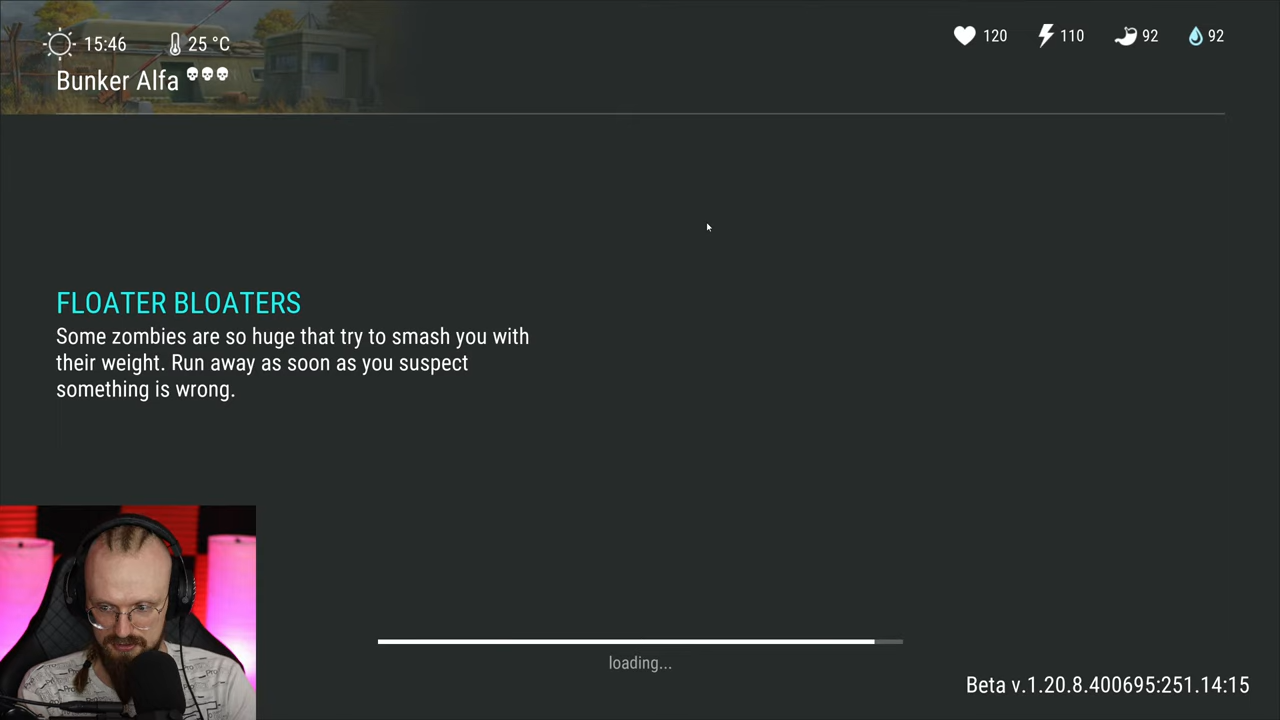 15:46 25 °C
Bunker Alfa
120 110 92 92
FLOATER BLOATERS
Some zombies are so huge that try to smash you with
their weight. Run away as soon as you suspect
something is wrong.
loading...
Beta v.1.20.8.400695:251.14:15